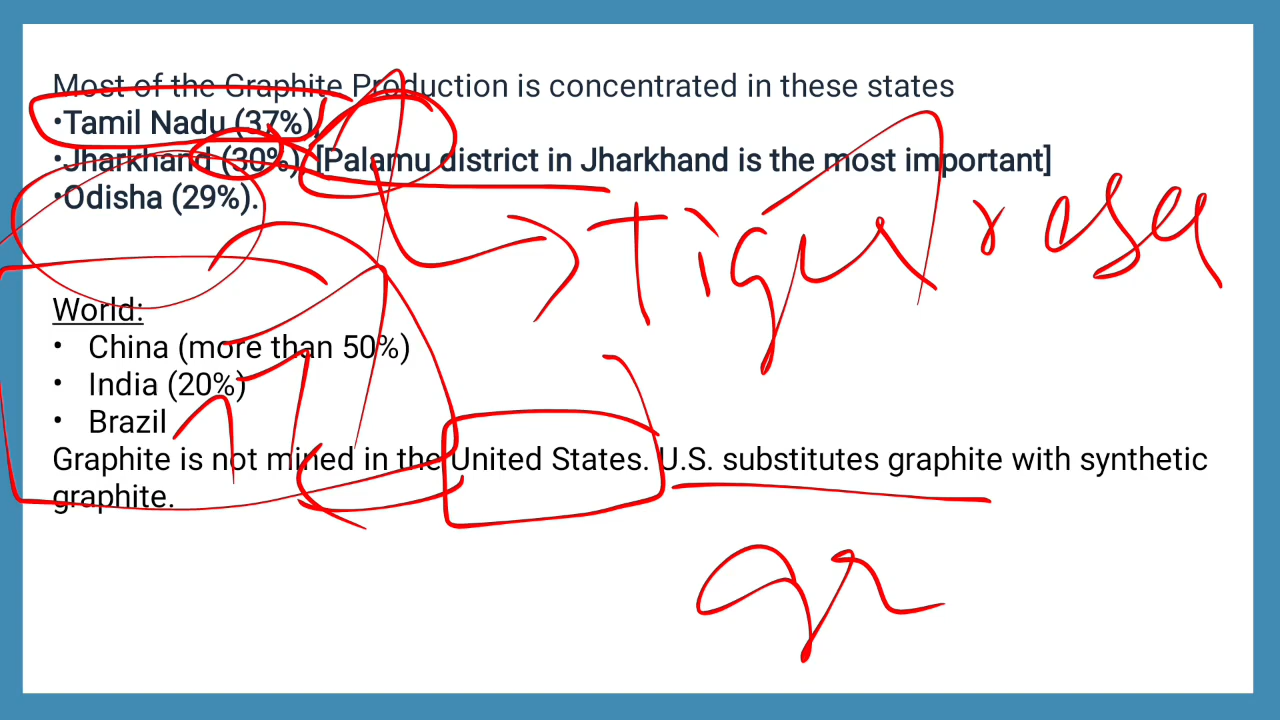 Most of the Graphite Production is concentrated in these states
•Tamil Nadu (37%),
•Jharkhand (30%) [Palamu district in Jharkhand is the most important]
•Odisha (29%).
Tiger rese
World:
• China (more than 50%)
• India (20%)
• Brazil
Graphite is not mined in the United States. U.S. substitutes graphite with synthetic
graphite.